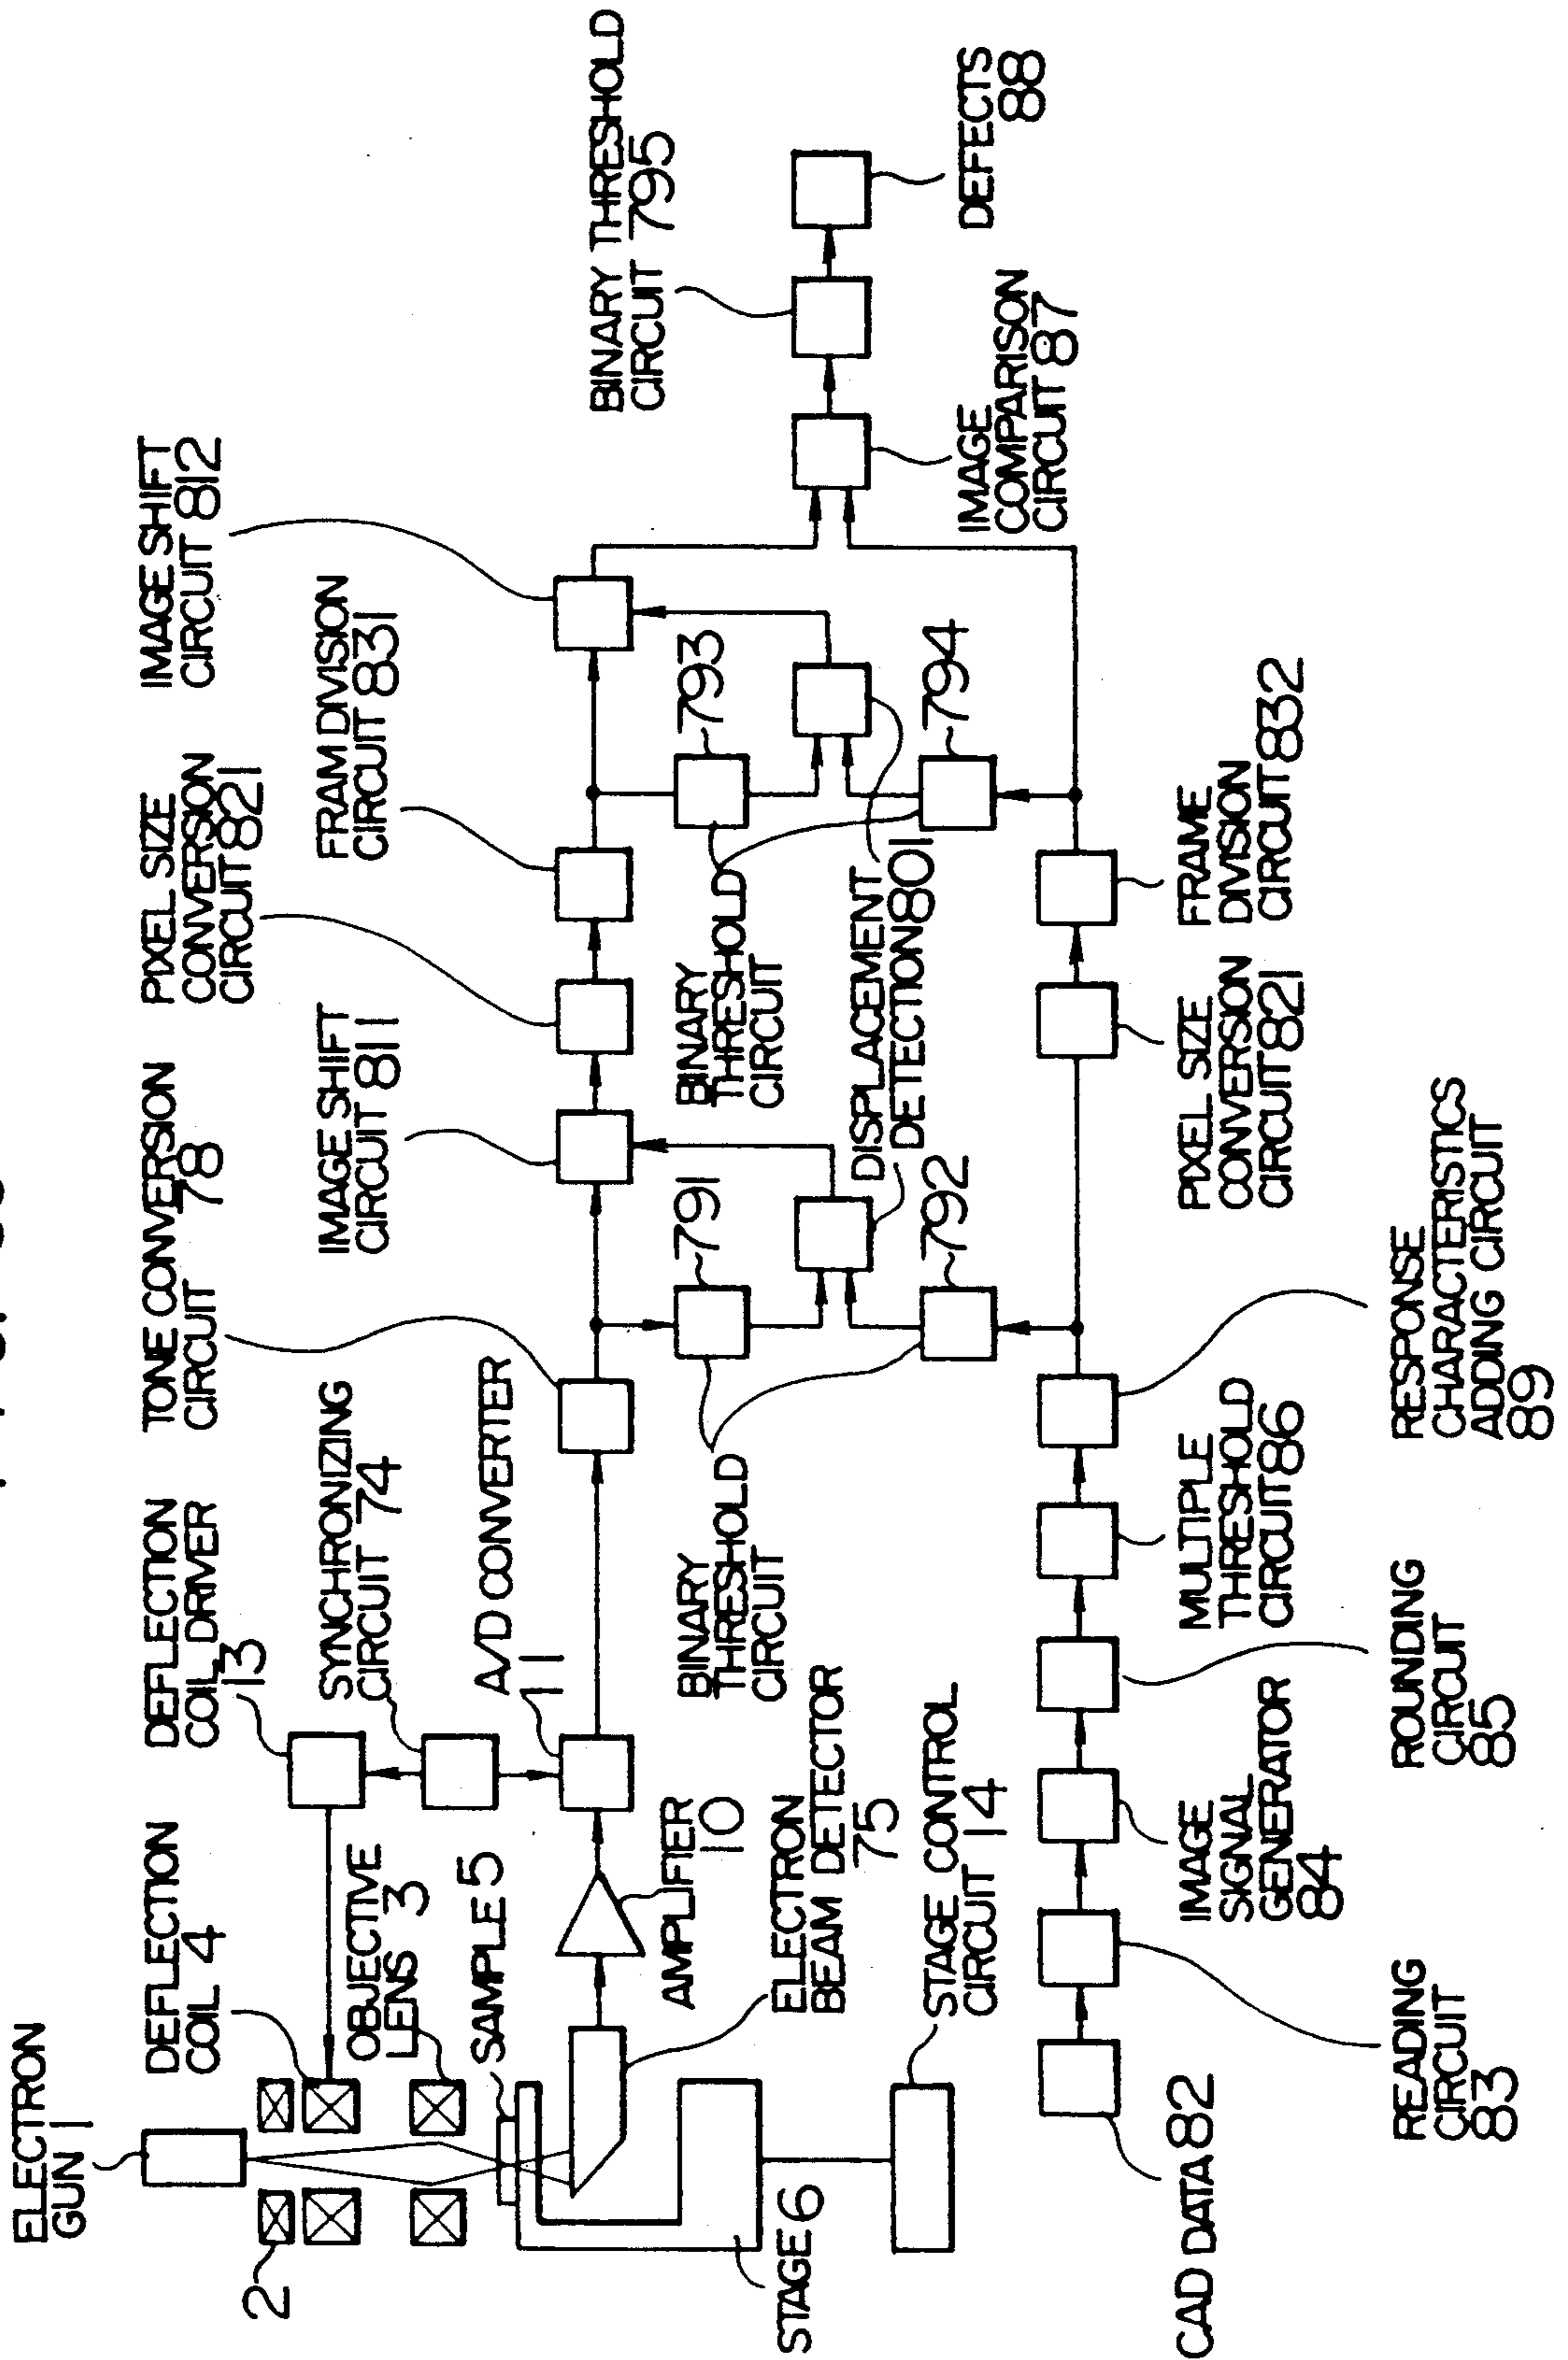 ELECTRON
GUN 1
2
DEFLECTION
COIL 4
OBJECTIVE
LENS 3
SAMPLE 5
STAGE 6
DEFLECTION
COIL DRIVER
13
SYNCHRONIZING
CIRCUIT 74
A/D CONVERTER
11
AMPLIFIER
10
ELECTRON
BEAM DETECTOR
75
STAGE CONTROL
CIRCUIT 14
TONE CONVERSION
CIRCUIT 78
IMAGE SHIFT
CIRCUIT 811
PIXEL SIZE
CONVERSION
CIRCUIT 821
FRAM DIVISION
CIRCUIT 831
IMAGE SHIFT
CIRCUIT 812
791
792
BINARY
THRESHOLD
CIRCUIT
793
794
BINARY
THRESHOLD
CIRCUIT
DISPLACEMENT
DETECTION 801
BINARY THRESHOLD
CIRCUIT 795
IMAGE
COMPARISON
CIRCUIT 87
DEFECTS
88
CAD DATA 82
READING
CIRCUIT
83
IMAGE
SIGNAL
GENERATOR
84
ROUNDING
CIRCUIT
85
MULTIPLE
THRESHOLD
CIRCUIT 86
RESPONSE
CHARACTERISTICS
ADDING CIRCUIT
89
PIXEL SIZE
CONVERSION
CIRCUIT 821
FRAME
DIVISION
CIRCUIT 832